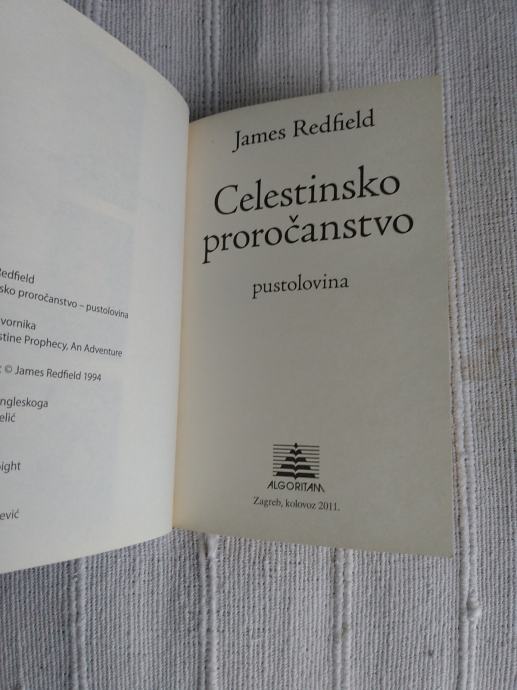 Redfield
sko proročanstvo – pustolovina
vornika
stine Prophecy, An Adventure
© James Redfield 1994
ngleskoga
elić
ight
ević
James Redfield
Celestinsko
proročanstvo
pustolovina
ALGORITAM
Zagreb, kolovoz 2011.